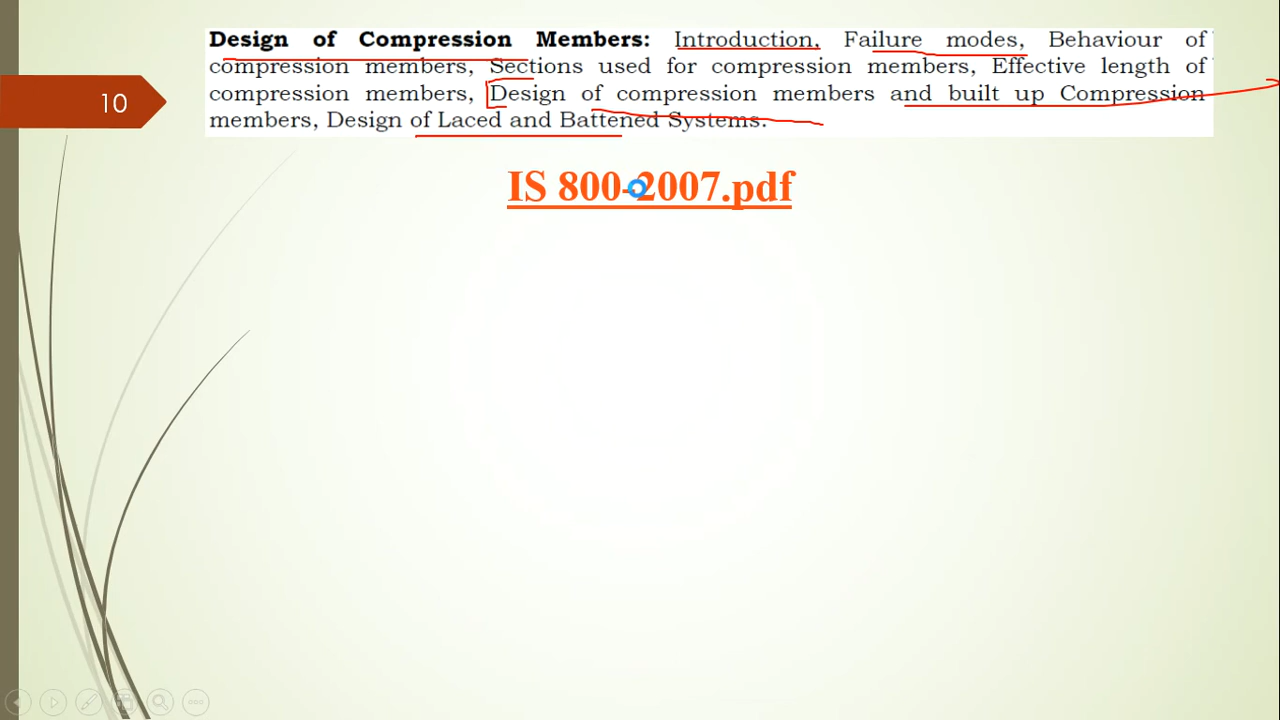 Design of Compression Members: Introduction, Failure modes, Behaviour of
compression members, Sections used for compression members, Effective length of
10
compression members, Design of compression members and built up Compression
members, Design of Laced and Battened Systems.
IS 800-2007.pdf